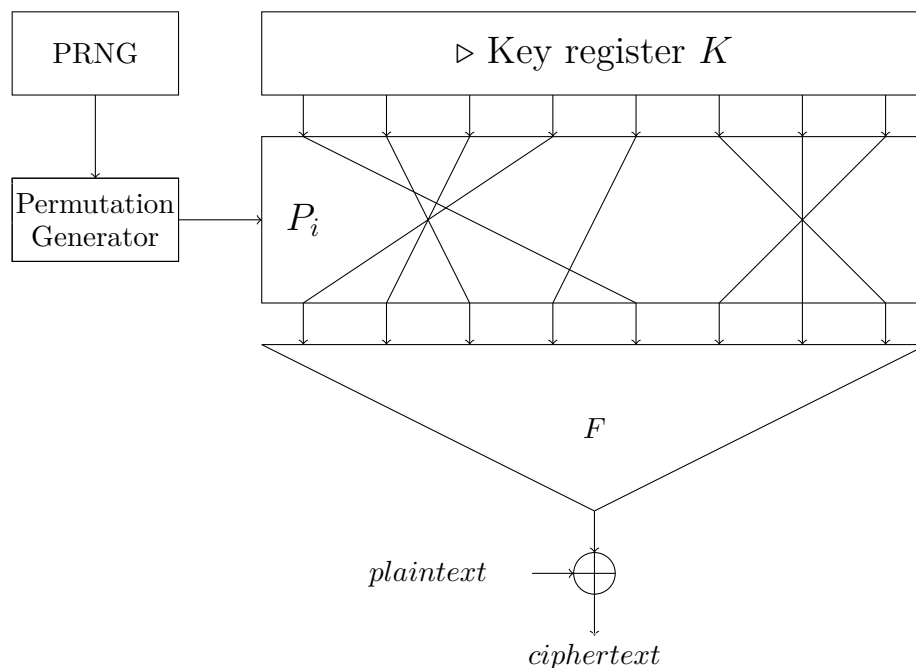 PRNG
▷ Key register K
Permutation
Generator
P_i
F
plaintext
ciphertext